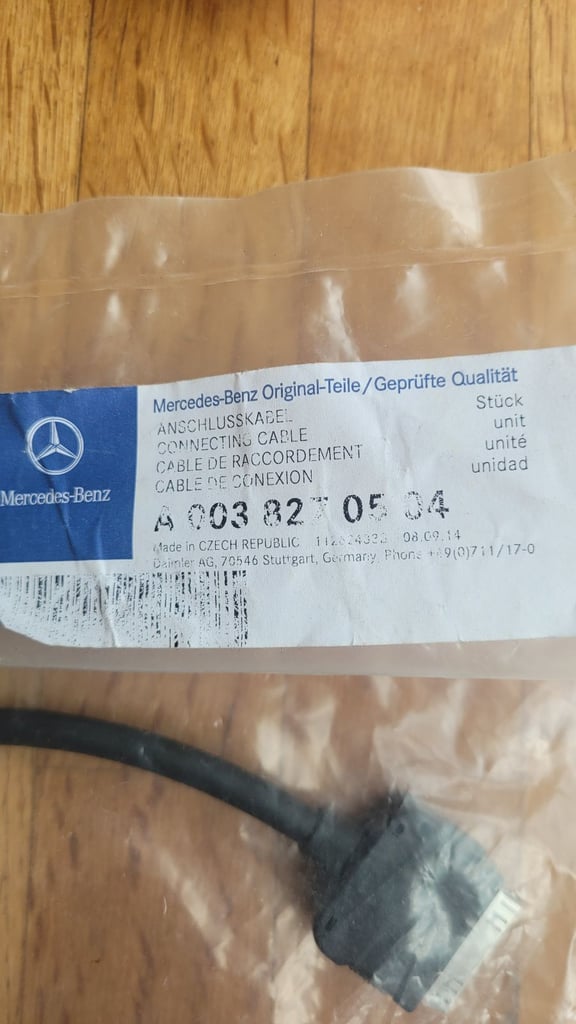 Mercedes-Benz Original-Teile/Geprüfte Qualität
ANSCHLUSSKABEL Stück
CONNECTING CABLE unit
CABLE DE RACCORDEMENT unité
CABLE DE CONEXION unidad
Mercedes-Benz
A 003 827 05 04
Made in CZECH REPUBLIC 08.09.14
Daimler AG, 70546 Stuttgart, Germany, Phone +49(0)711/17-0